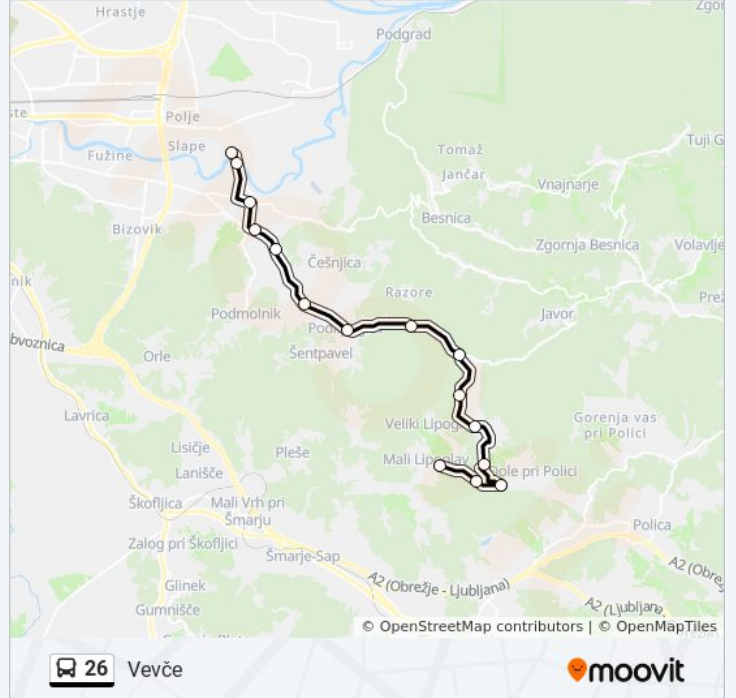 Hrastje
Zgor
Podgrad
Polje
ste
Slape
Tomaž
Tuji G
Fužine
Jančar
Vnajnarje
Besnica
Bizovik
Zgornja Besnica
Volavlje
Češnjica
nik
Razore
Prež
Podmolnik
Javor
Podl
bvoznica
Šentpavel
Orle
Lavrica
Veliki Lipog
Gorenja vas
pri Polici
Lisičje
Pleše
Mali Lipoglav
Dole pri Polici
Lanišče
Škofljica
Mali Vrh pri
Šmarju
Polica
Zalog pri Škofljici
Šmarje-Sap
A2 (Obrežje - Ljubljana)
A2 (Obre
Glinek
A2 (Ljubljana
Gumnišče
© OpenStreetMap contributors | © OpenMapTiles
26 Vevče
moovit